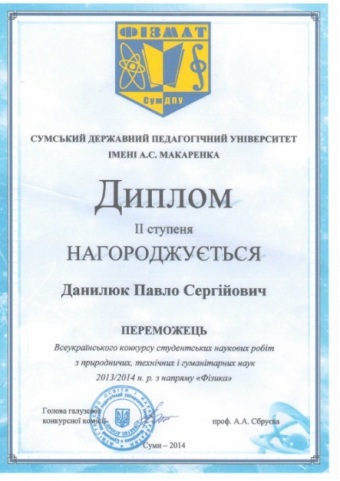 ФІЗМАТ
СумДПУ
СУМСЬКИЙ ДЕРЖАВНИЙ ПЕДАГОГІЧНИЙ УНІВЕРСИТЕТ
ІМЕНІ А.С. МАКАРЕНКА
Диплом
ІІ ступеня
НАГОРОДЖУЄТЬСЯ
Данилюк Павло Сергійович
ПЕРЕМОЖЕЦЬ
Всеукраїнського конкурсу студентських наукових робіт
з природничих, технічних і гуманітарних наук
2013/2014 н. р. з напряму «Фізика»
Голова галузевої
конкурсної комісії
проф. А.А. Сбруєва
Суми – 2014